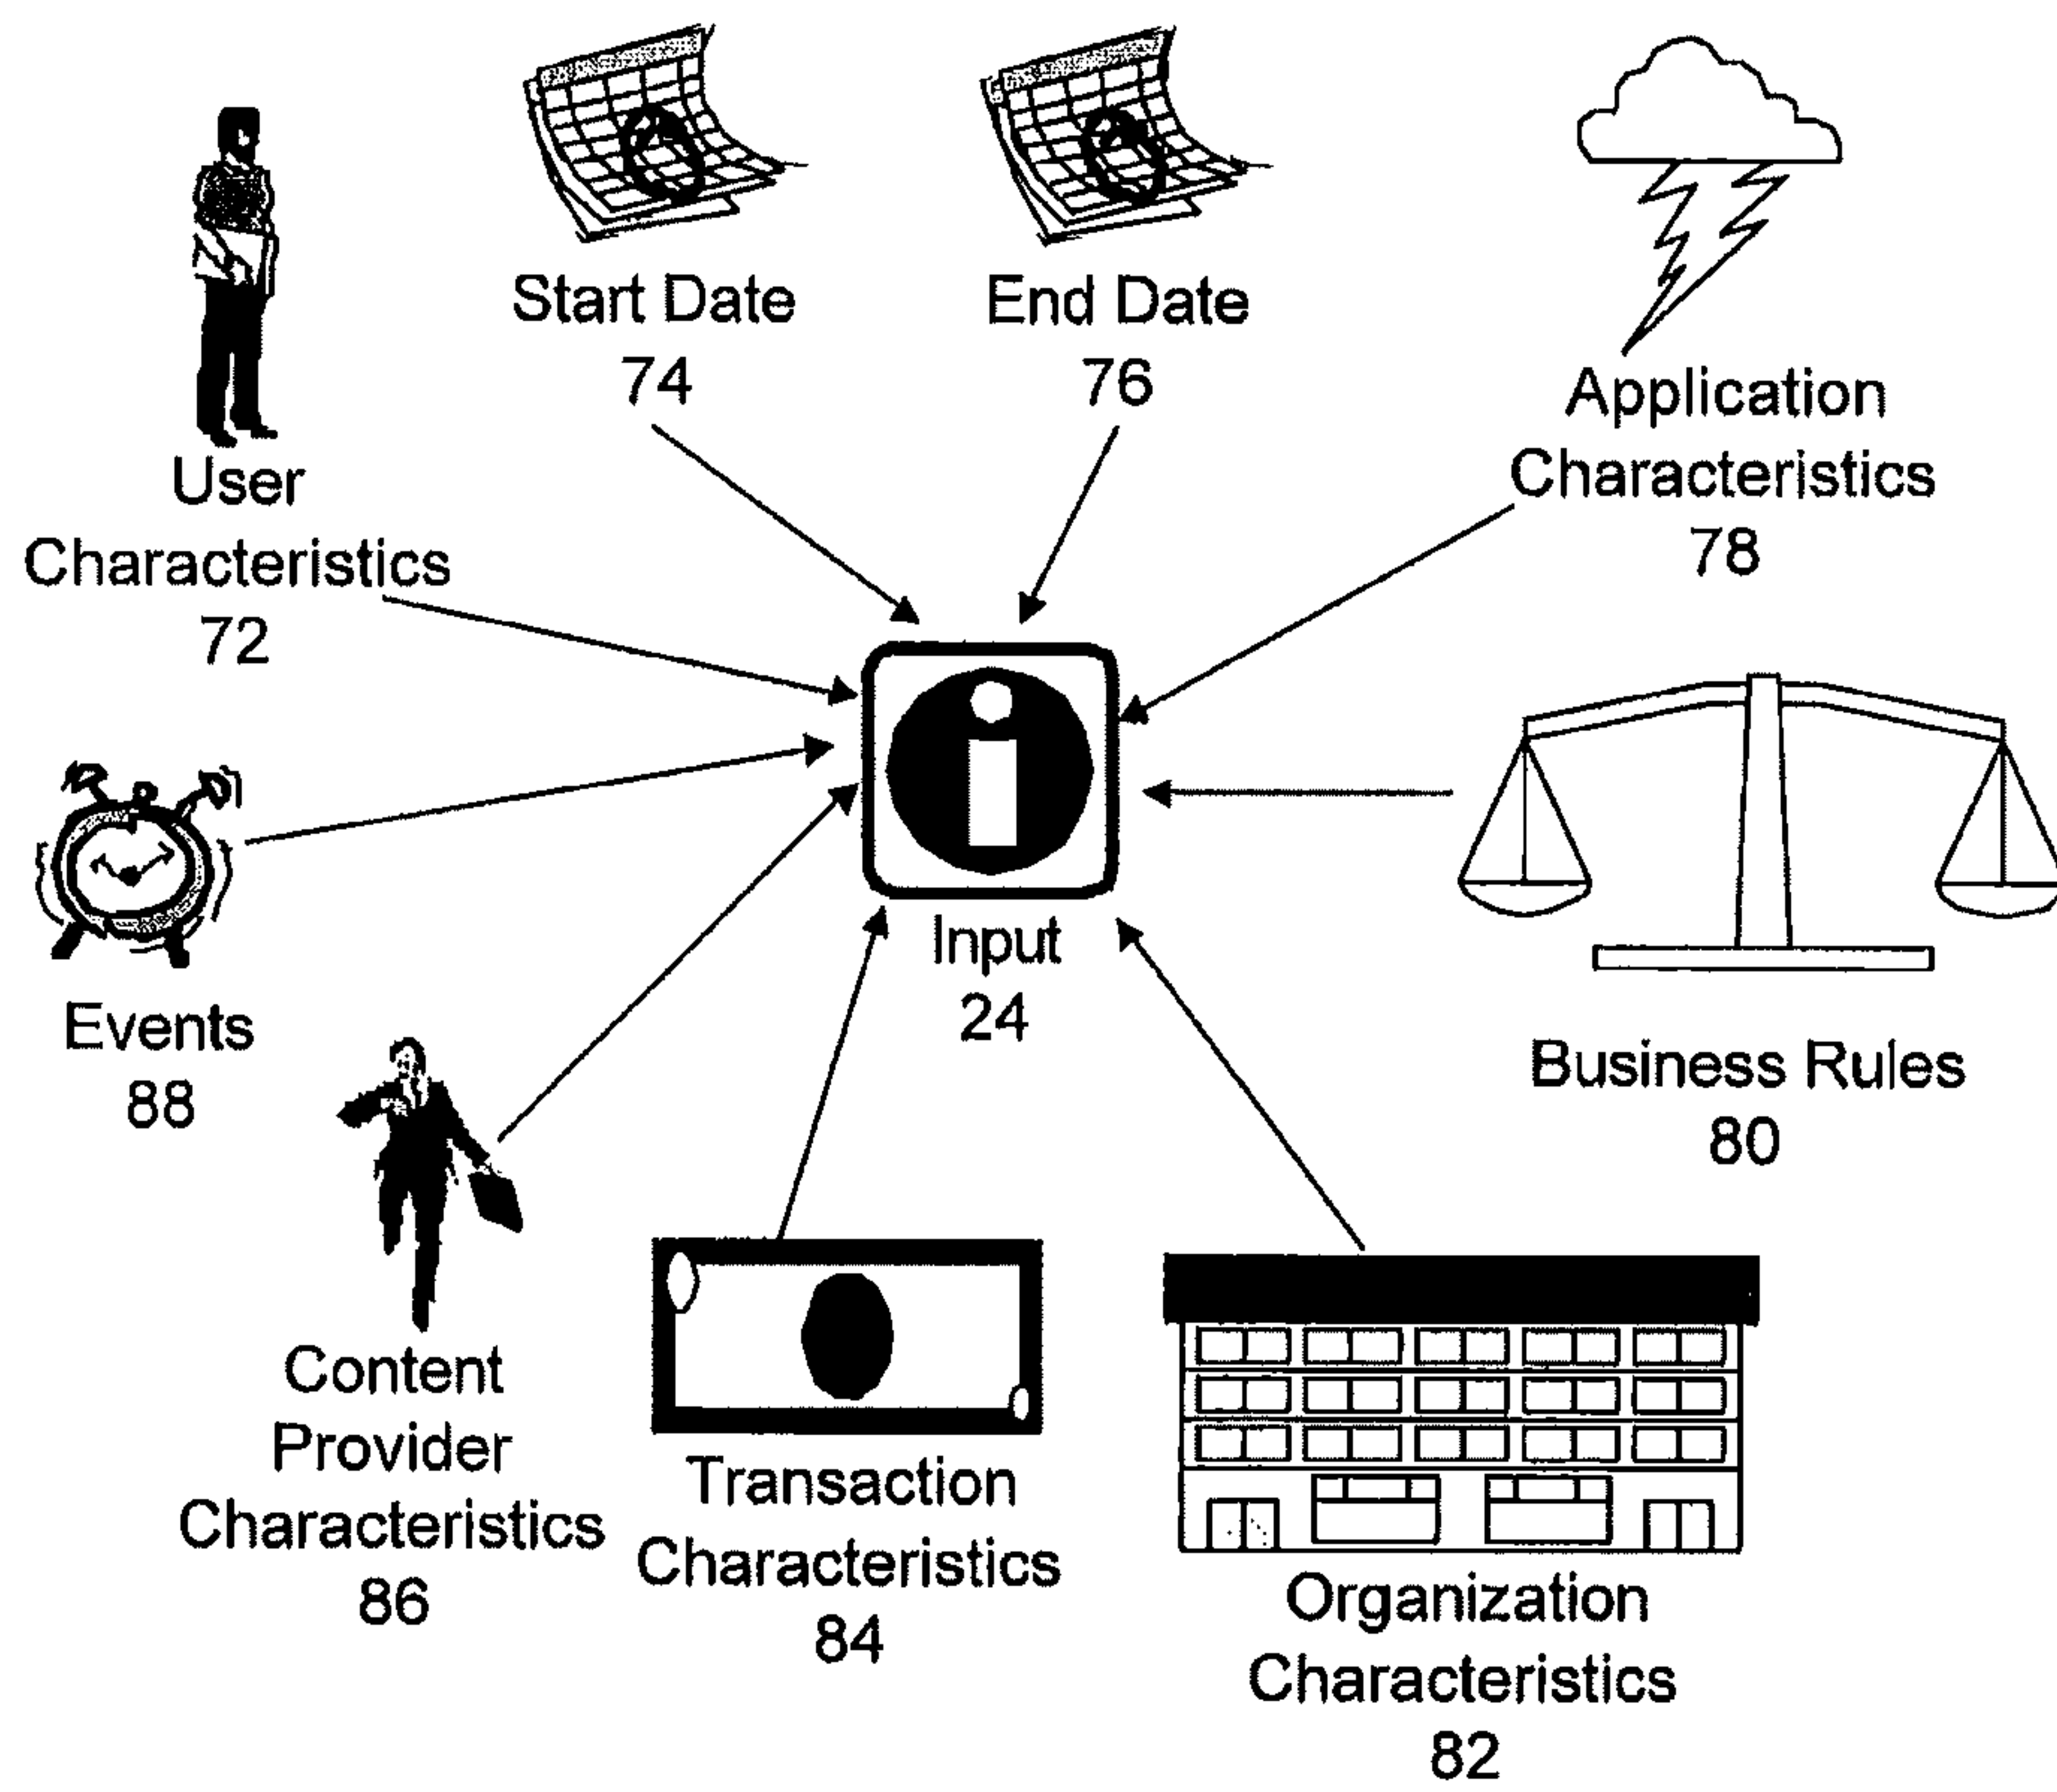 Start Date
74
End Date
76
Application
Characteristics
78
User
Characteristics
72
Input
24
Events
88
Business Rules
80
Content
Provider
Characteristics
86
Transaction
Characteristics
84
Organization
Characteristics
82